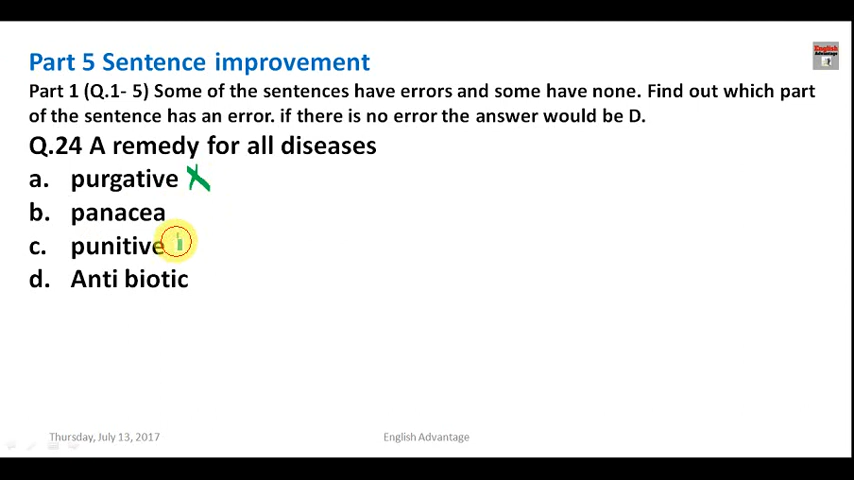 Part 5 Sentence improvement
English
Advantage
Part 1 (Q.1- 5) Some of the sentences have errors and some have none. Find out which part
of the sentence has an error. if there is no error the answer would be D.
Q.24 A remedy for all diseases
a. purgative
b. panacea
c. punitive
d. Anti biotic
Thursday, July 13, 2017
English Advantage